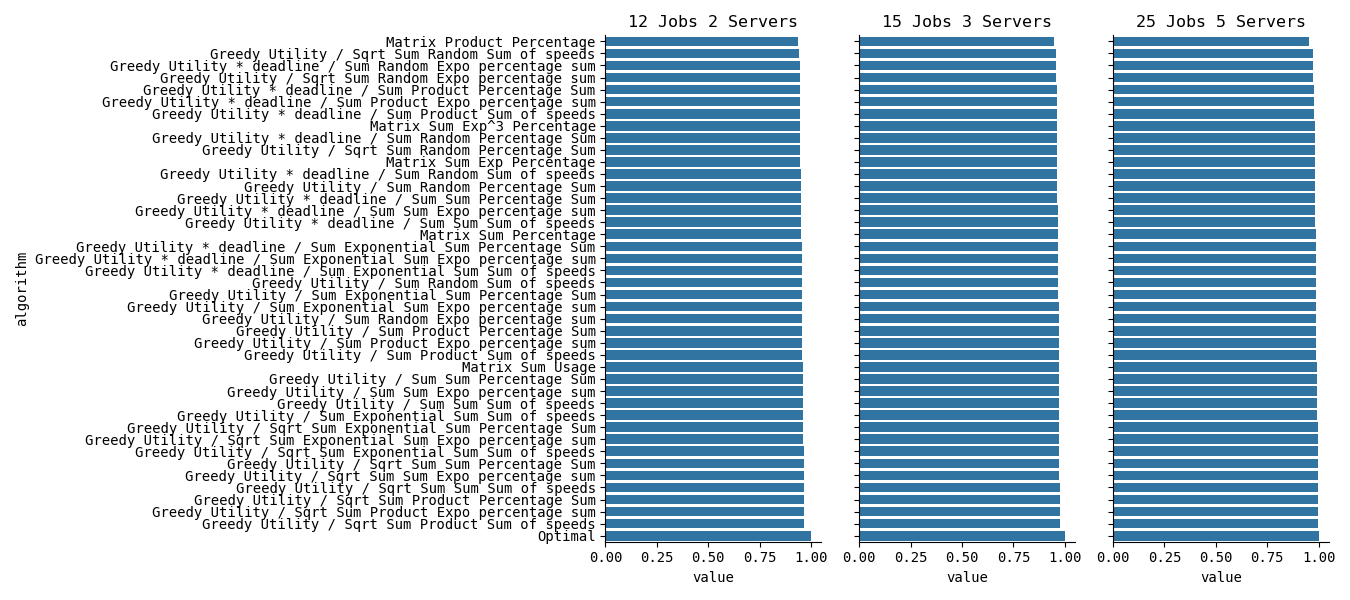 12 Jobs 2 Servers
15 Jobs 3 Servers
25 Jobs 5 Servers
algorithm
Matrix Product Percentage
Greedy Utility / Sqrt Sum Random Sum of speeds
Greedy Utility * deadline / Sum Random Expo percentage sum
Greedy Utility / Sqrt Sum Random Expo percentage sum
Greedy Utility * deadline / Sum Product Percentage Sum
Greedy Utility * deadline / Sum Product Expo percentage sum
Greedy Utility * deadline / Sum Product Sum of speeds
Matrix Sum Exp^3 Percentage
Greedy Utility * deadline / Sum Random Percentage Sum
Greedy Utility / Sqrt Sum Random Percentage Sum
Matrix Sum Exp Percentage
Greedy Utility * deadline / Sum Random Sum of speeds
Greedy Utility / Sum Random Percentage Sum
Greedy Utility * deadline / Sum Sum Percentage Sum
Greedy Utility * deadline / Sum Sum Expo percentage sum
Greedy Utility * deadline / Sum Sum Sum of speeds
Matrix Sum Percentage
Greedy Utility * deadline / Sum Exponential Sum Percentage Sum
Greedy Utility * deadline / Sum Exponential Sum Expo percentage sum
Greedy Utility * deadline / Sum Exponential Sum Sum of speeds
Greedy Utility / Sum Random Sum of speeds
Greedy Utility / Sum Exponential Sum Percentage Sum
Greedy Utility / Sum Exponential Sum Expo percentage sum
Greedy Utility / Sum Random Expo percentage sum
Greedy Utility / Sum Product Percentage Sum
Greedy Utility / Sum Product Expo percentage sum
Greedy Utility / Sum Product Sum of speeds
Matrix Sum Usage
Greedy Utility / Sum Sum Percentage Sum
Greedy Utility / Sum Sum Expo percentage sum
Greedy Utility / Sum Sum Sum of speeds
Greedy Utility / Sum Exponential Sum Sum of speeds
Greedy Utility / Sqrt Sum Exponential Sum Percentage Sum
Greedy Utility / Sqrt Sum Exponential Sum Expo percentage sum
Greedy Utility / Sqrt Sum Exponential Sum Sum of speeds
Greedy Utility / Sqrt Sum Sum Percentage Sum
Greedy Utility / Sqrt Sum Sum Expo percentage sum
Greedy Utility / Sqrt Sum Sum Sum of speeds
Greedy Utility / Sqrt Sum Product Percentage Sum
Greedy Utility / Sqrt Sum Product Expo percentage sum
Greedy Utility / Sqrt Sum Product Sum of speeds
Optimal
0.00 0.25 0.50 0.75 1.00
0.00 0.25 0.50 0.75 1.00
0.00 0.25 0.50 0.75 1.00
value
value
value